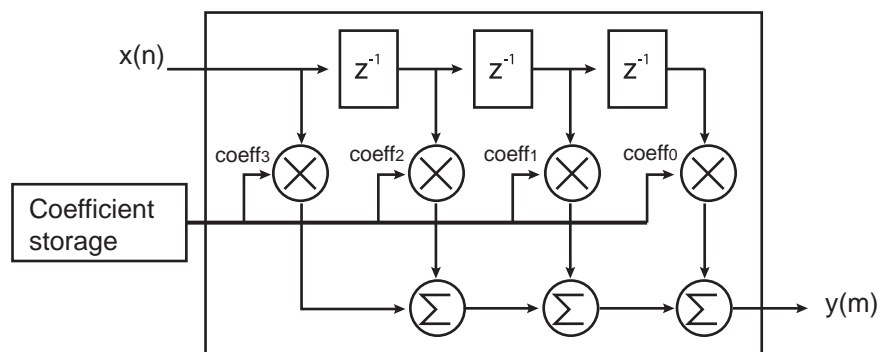 x(n)
z-1
z-1
z-1
coeff3
coeff2
coeff1
coeff0
Coefficient
storage
Σ
Σ
Σ
y(m)